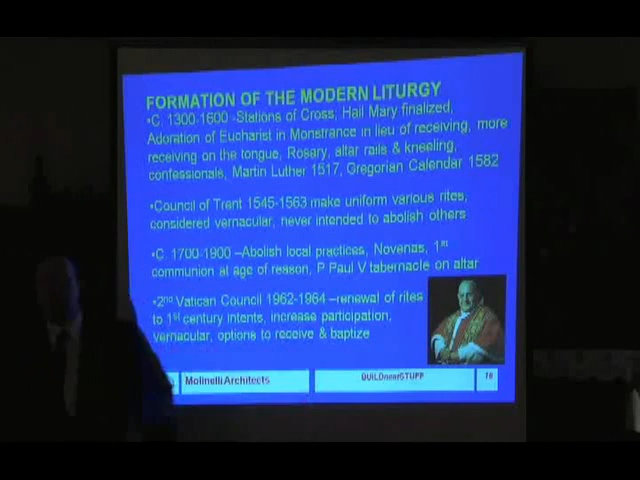 FORMATION OF THE MODERN LITURGY
•C. 1300-1600 -Stations of Cross; Hail Mary finalized,
Adoration of Eucharist in Monstrance in lieu of receiving, more
receiving on the tongue, Rosary, altar rails & kneeling,
confessionals, Martin Luther 1517, Gregorian Calendar 1582
•Council of Trent 1545-1563 make uniform various rites,
considered vernacular, never intended to abolish others
•C. 1700-1900 –Abolish local practices, Novenas, 1st
communion at age of reason, P Paul V tabernacle on altar
•2nd Vatican Council 1962-1964 –renewal of rites
to 1st century intents, increase participation,
vernacular, options to receive & baptize
Molinelli Architects
18